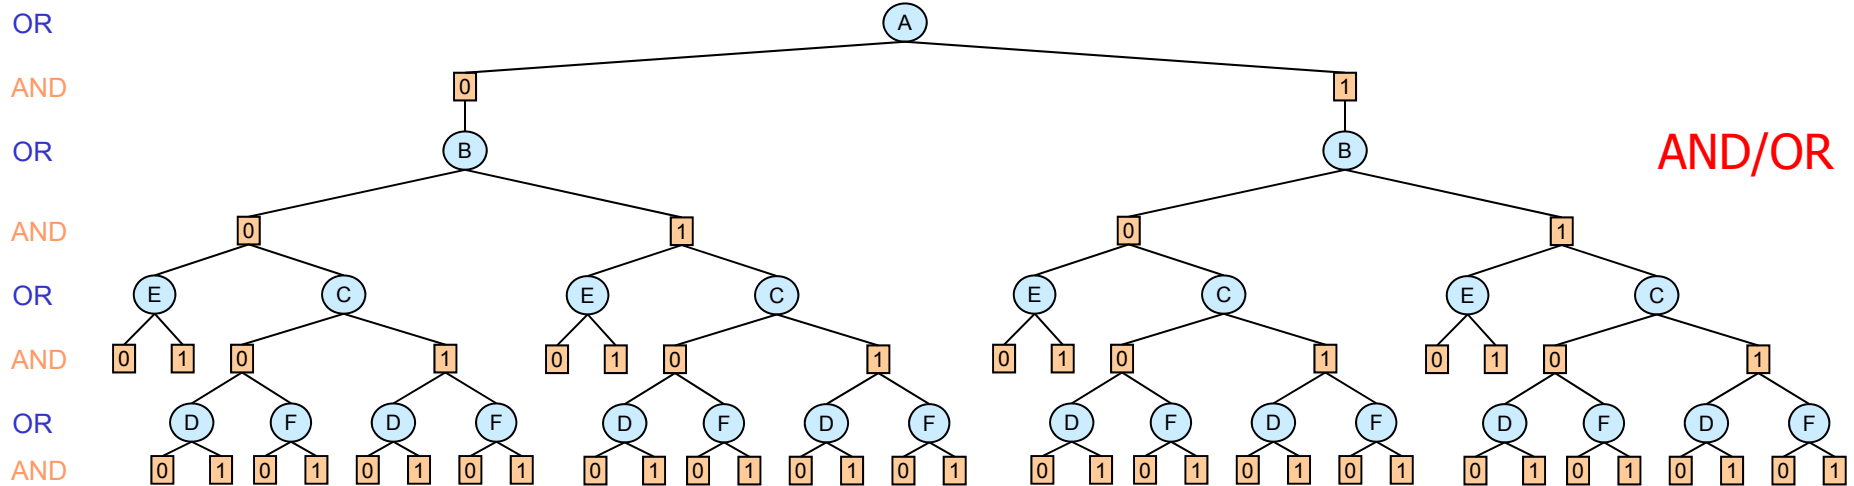 OR A
AND 0 1
OR B B AND/OR
AND 0 1 0 1
OR E C E C E C E C
AND 0 1 0 1 0 1 0 1 0 1 0 1 0 1 0 1
OR D F D F D F D F D F D F D F D F
AND 0 1 0 1 0 1 0 1 0 1 0 1 0 1 0 1 0 1 0 1 0 1 0 1 0 1 0 1 0 1 0 1